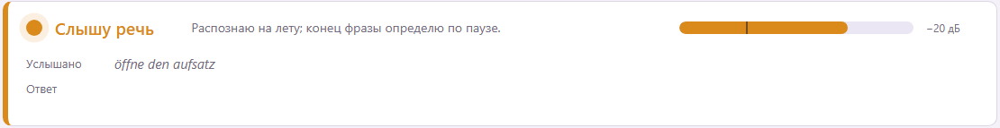 Слышу речь Распознаю на лету; конец фразы определю по паузе. −20 дБ
Услышано öffne den aufsatz
Ответ